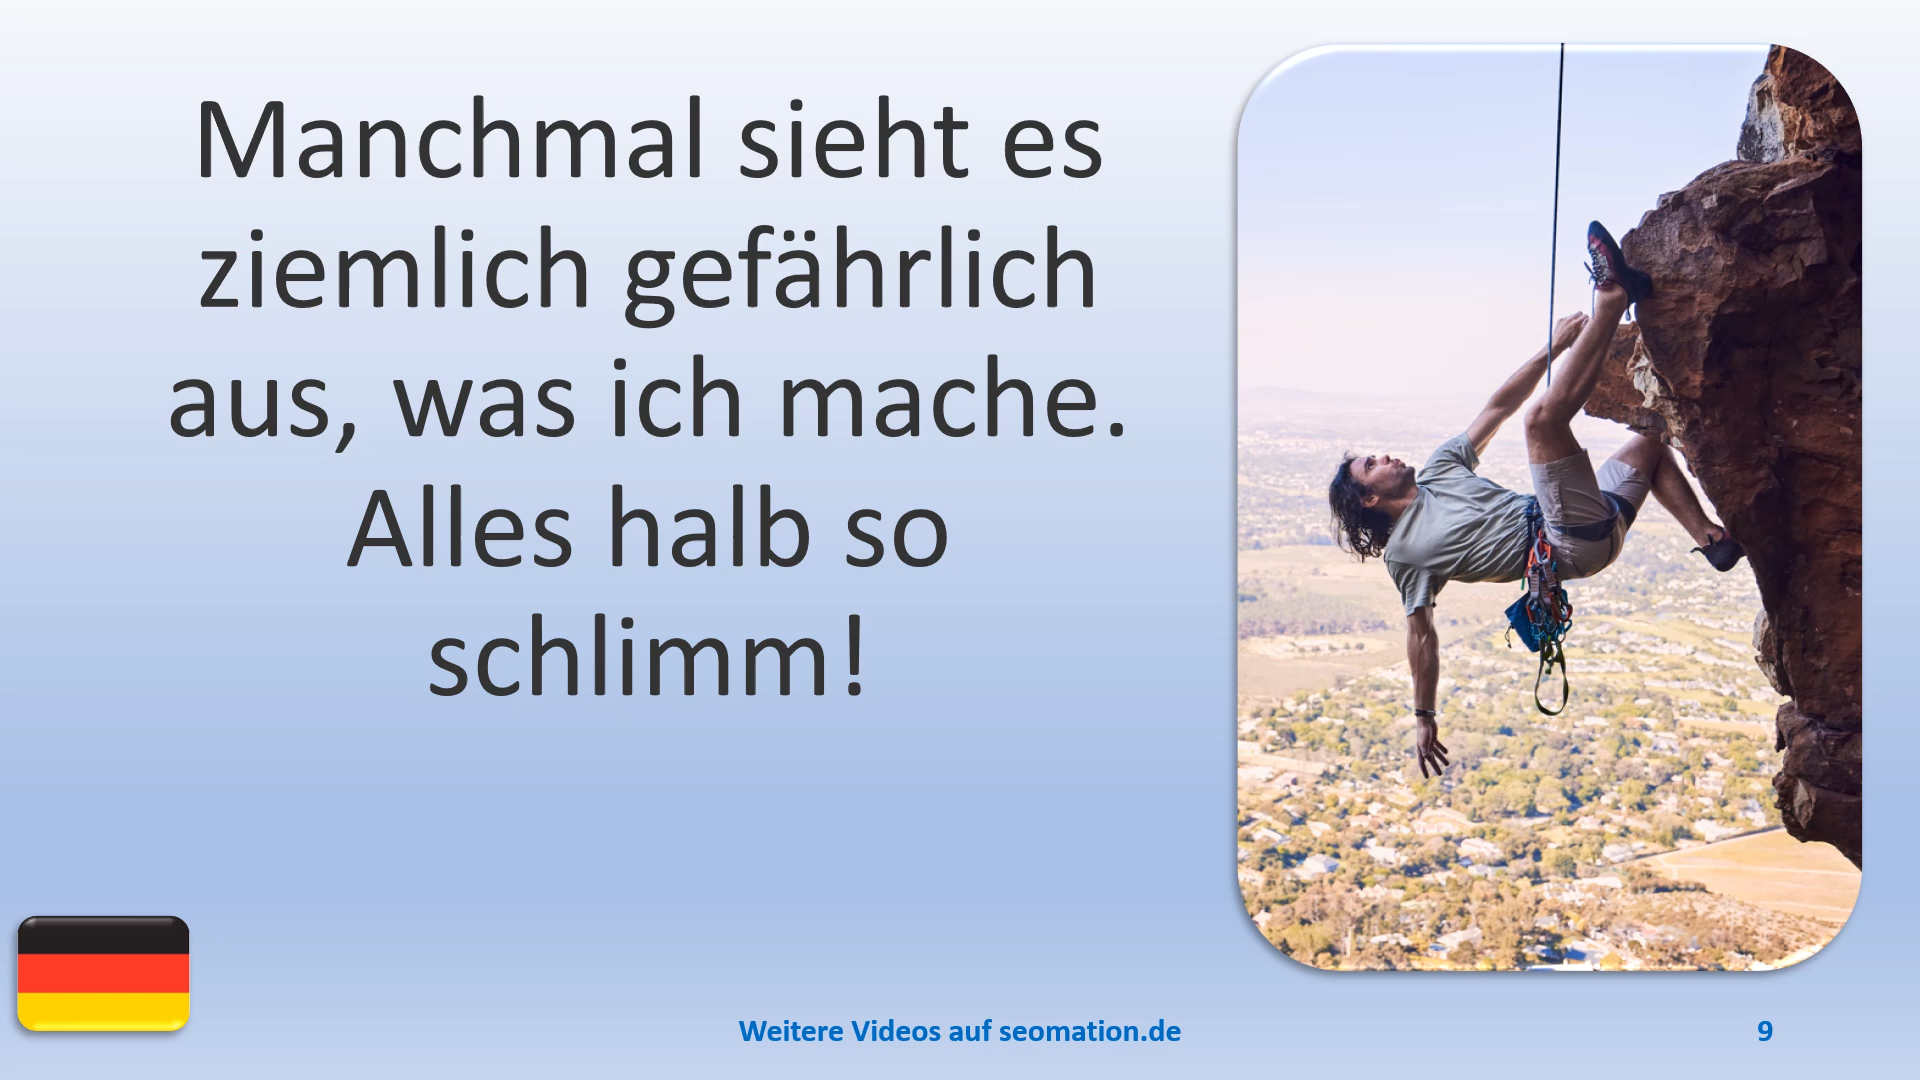 Manchmal sieht es
ziemlich gefährlich
aus, was ich mache.
Alles halb so
schlimm!
Weitere Videos auf seomation.de
9